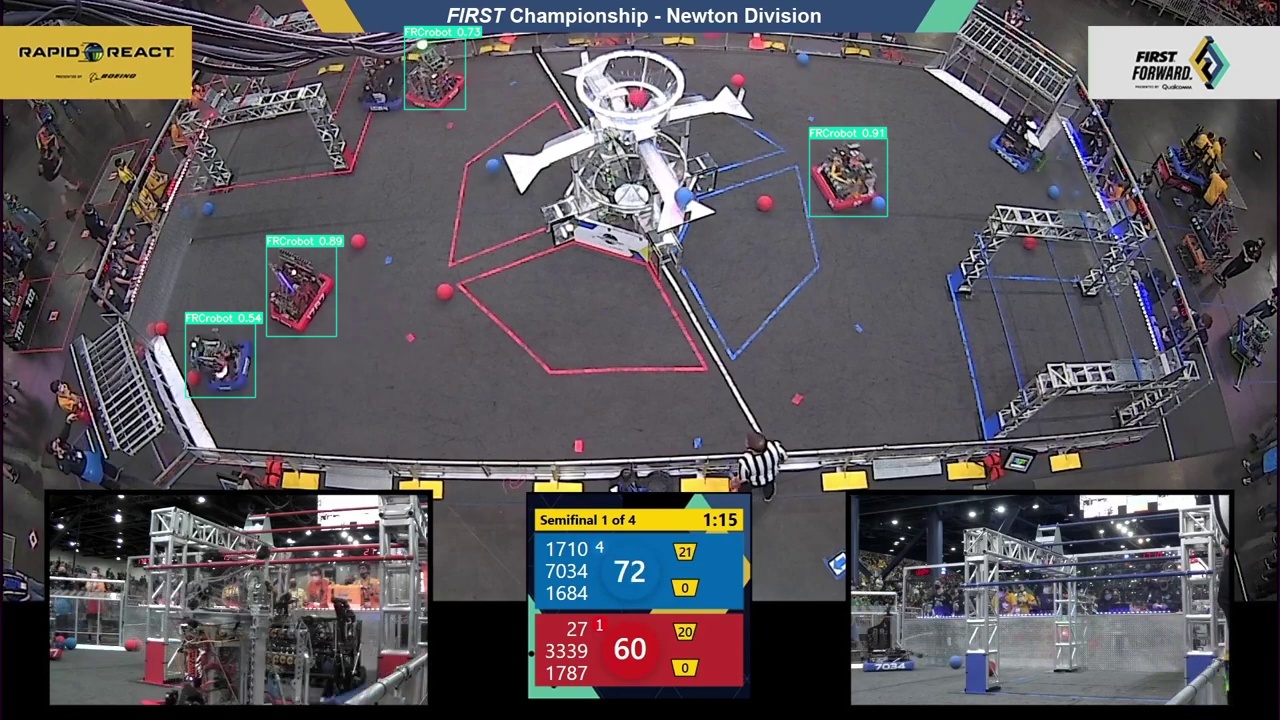 FIRST Championship - Newton Division
RAPID REACT
PRESENTED BY BOEING
FIRST
FORWARD
PRESENTED BY Qualcomm
FRCrobot 0.73
FRCrobot 0.91
FRCrobot 0.89
FRCrobot 0.54
1787
Semifinal 1 of 4 1:15
1710 4
7034
1684
72
21
0
27 1
3339
1787
60
20
0
7034